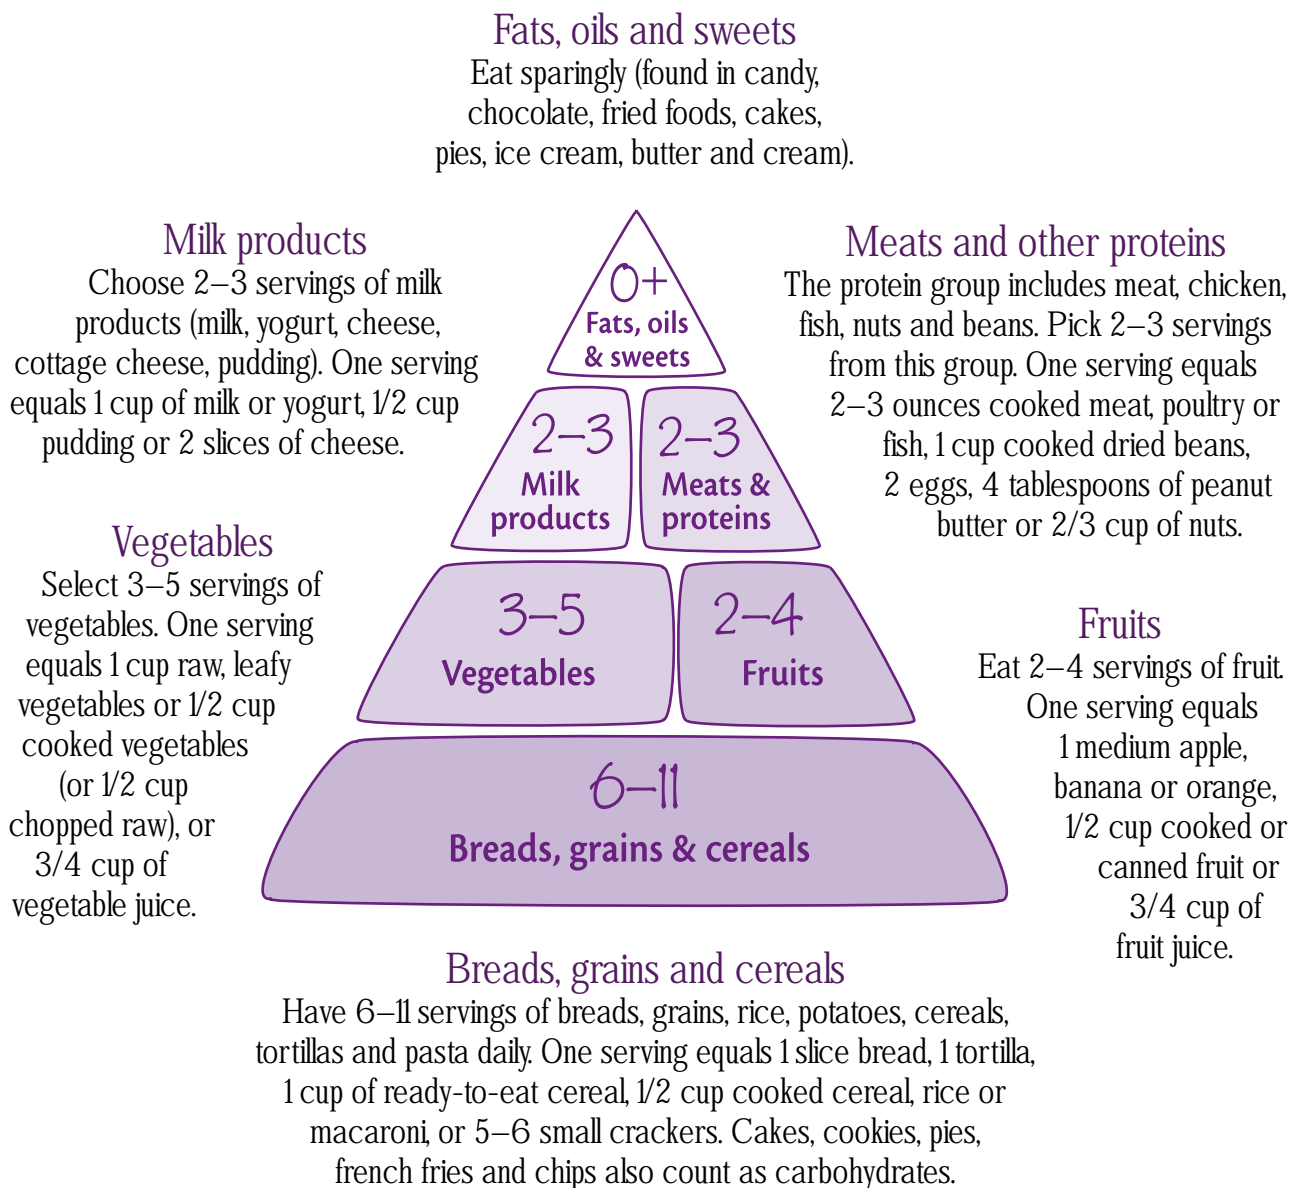 Fats, oils and sweets
Eat sparingly (found in candy,
chocolate, fried foods, cakes,
pies, ice cream, butter and cream).
Milk products
Choose 2–3 servings of milk
products (milk, yogurt, cheese,
cottage cheese, pudding). One serving
equals 1 cup of milk or yogurt, 1/2 cup
pudding or 2 slices of cheese.
Meats and other proteins
The protein group includes meat, chicken,
fish, nuts and beans. Pick 2–3 servings
from this group. One serving equals
2–3 ounces cooked meat, poultry or
fish, 1 cup cooked dried beans,
2 eggs, 4 tablespoons of peanut
butter or 2/3 cup of nuts.
0+
Fats, oils
& sweets
2–3
Milk
products
2–3
Meats &
proteins
Vegetables
Select 3–5 servings of
vegetables. One serving
equals 1 cup raw, leafy
vegetables or 1/2 cup
cooked vegetables
(or 1/2 cup
chopped raw), or
3/4 cup of
vegetable juice.
3–5
Vegetables
2–4
Fruits
Fruits
Eat 2–4 servings of fruit.
One serving equals
1 medium apple,
banana or orange,
1/2 cup cooked or
canned fruit or
3/4 cup of
fruit juice.
6–11
Breads, grains & cereals
Breads, grains and cereals
Have 6–11 servings of breads, grains, rice, potatoes, cereals,
tortillas and pasta daily. One serving equals 1 slice bread, 1 tortilla,
1 cup of ready-to-eat cereal, 1/2 cup cooked cereal, rice or
macaroni, or 5–6 small crackers. Cakes, cookies, pies,
french fries and chips also count as carbohydrates.